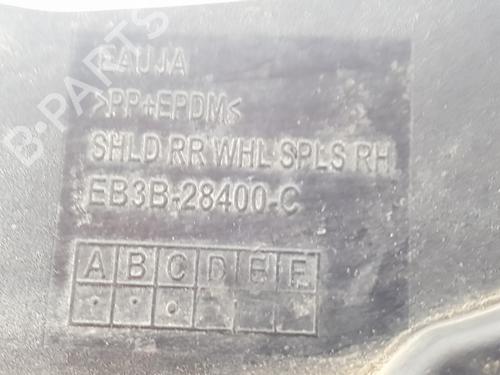 EAUJA
>PP+EPDM<
SHLD RR WHL SPLS RH
EB3B-28400-C
A B C D E F
B-PARTS